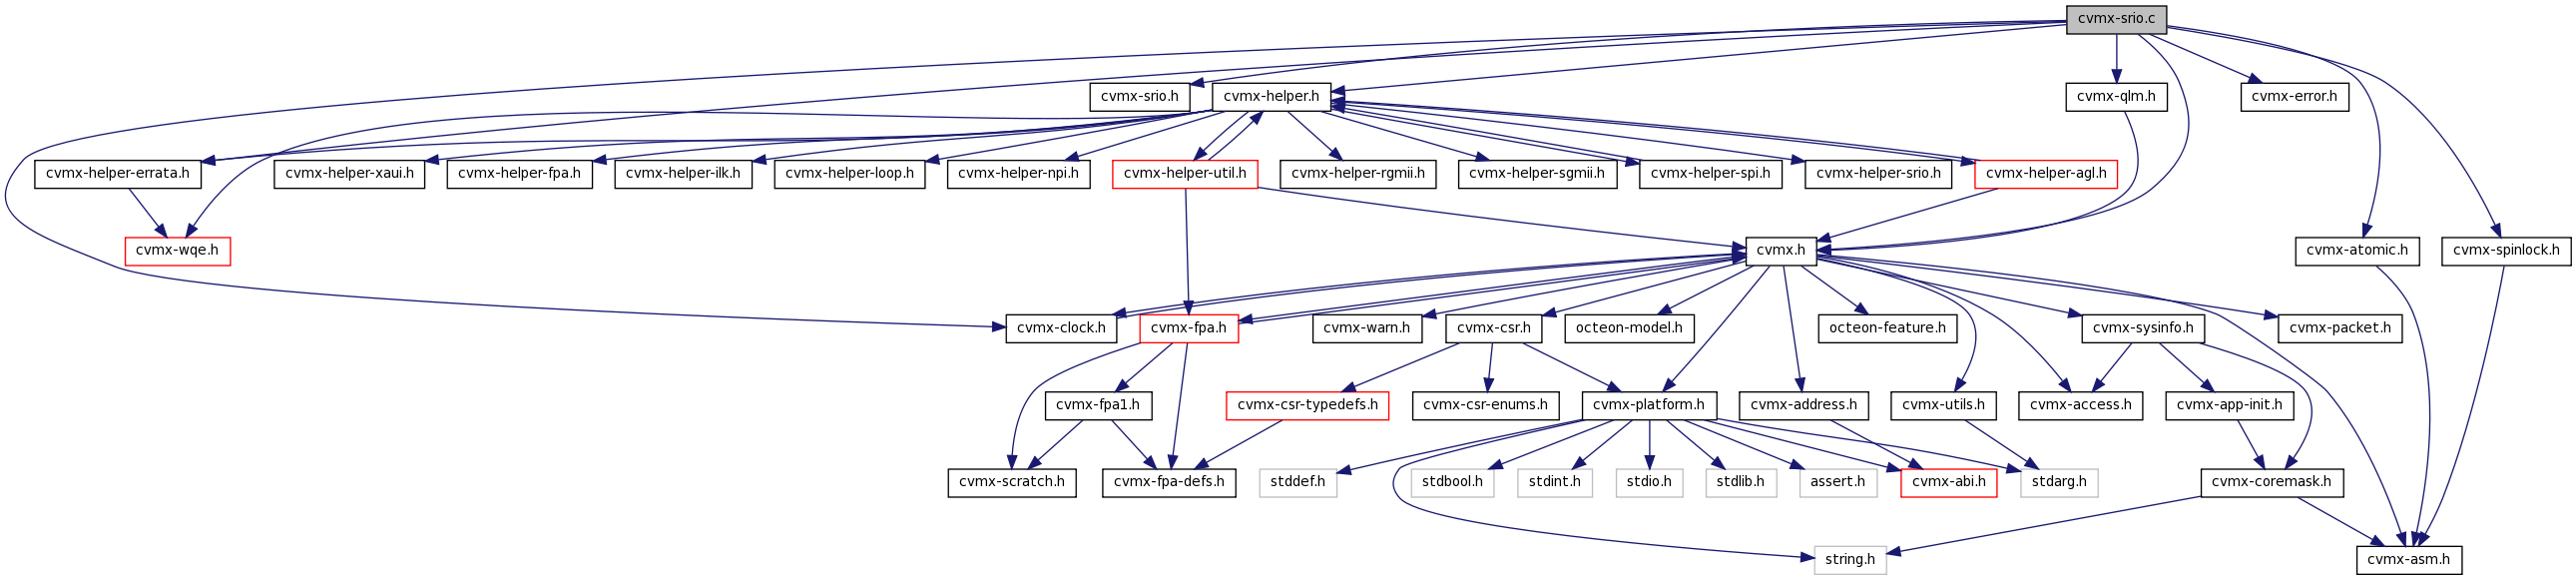 cvmx-srio.c
cvmx-srio.h
cvmx-helper.h
cvmx-qlm.h
cvmx-error.h
cvmx-helper-errata.h
cvmx-helper-xaui.h
cvmx-helper-fpa.h
cvmx-helper-ilk.h
cvmx-helper-loop.h
cvmx-helper-npi.h
cvmx-helper-util.h
cvmx-helper-rgmii.h
cvmx-helper-sgmii.h
cvmx-helper-spi.h
cvmx-helper-srio.h
cvmx-helper-agl.h
cvmx-wqe.h
cvmx.h
cvmx-atomic.h
cvmx-spinlock.h
cvmx-clock.h
cvmx-fpa.h
cvmx-warn.h
cvmx-csr.h
octeon-model.h
octeon-feature.h
cvmx-sysinfo.h
cvmx-packet.h
cvmx-fpa1.h
cvmx-csr-typedefs.h
cvmx-csr-enums.h
cvmx-platform.h
cvmx-address.h
cvmx-utils.h
cvmx-access.h
cvmx-app-init.h
cvmx-scratch.h
cvmx-fpa-defs.h
stddef.h
stdbool.h
stdint.h
stdio.h
stdlib.h
assert.h
cvmx-abi.h
stdarg.h
cvmx-coremask.h
string.h
cvmx-asm.h